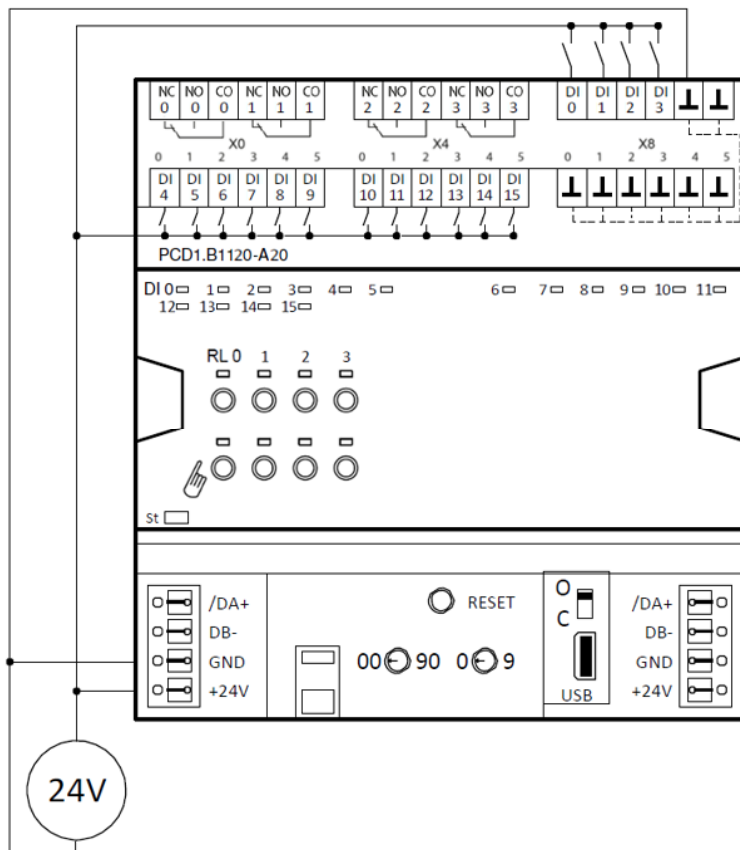 NC NO CO NC NO CO NC NO CO NC NO CO DI DI DI DI
0 0 0 1 1 1 2 2 2 3 3 3 0 1 2 3
X0 X4 X8
0 1 2 3 4 5 0 1 2 3 4 5 0 1 2 3 4 5
DI DI DI DI DI DI DI DI DI DI DI DI
4 5 6 7 8 9 10 11 12 13 14 15
PCD1.B1120-A20
DI 0 1 2 3 4 5 6 7 8 9 10 11
12 13 14 15
RL 0 1 2 3
St
/DA+ RESET O /DA+
DB- C DB-
GND 00 90 0 9 GND
+24V USB +24V
24V